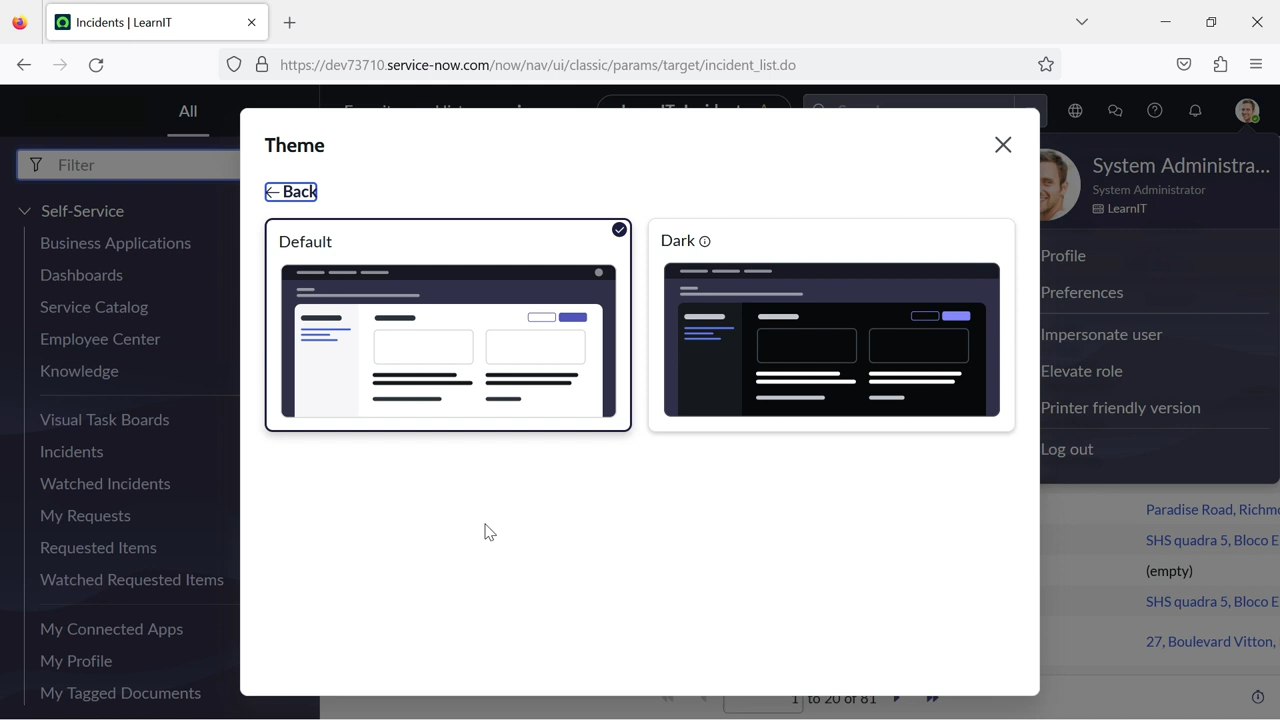 Incidents | LearnIT
https://dev73710.service-now.com/now/nav/ui/classic/params/target/incident_list.do
All
Theme
Back
Default
Dark
Filter
Self-Service
Business Applications
Dashboards
Service Catalog
Employee Center
Knowledge
Visual Task Boards
Incidents
Watched Incidents
My Requests
Requested Items
Watched Requested Items
My Connected Apps
My Profile
My Tagged Documents
System Administra...
System Administrator
LearnIT
Profile
Preferences
Impersonate user
Elevate role
Printer friendly version
Log out
Paradise Road, Richmo
SHS quadra 5, Bloco E
(empty)
SHS quadra 5, Bloco E
27, Boulevard Vitton,
1 to 20 of 81